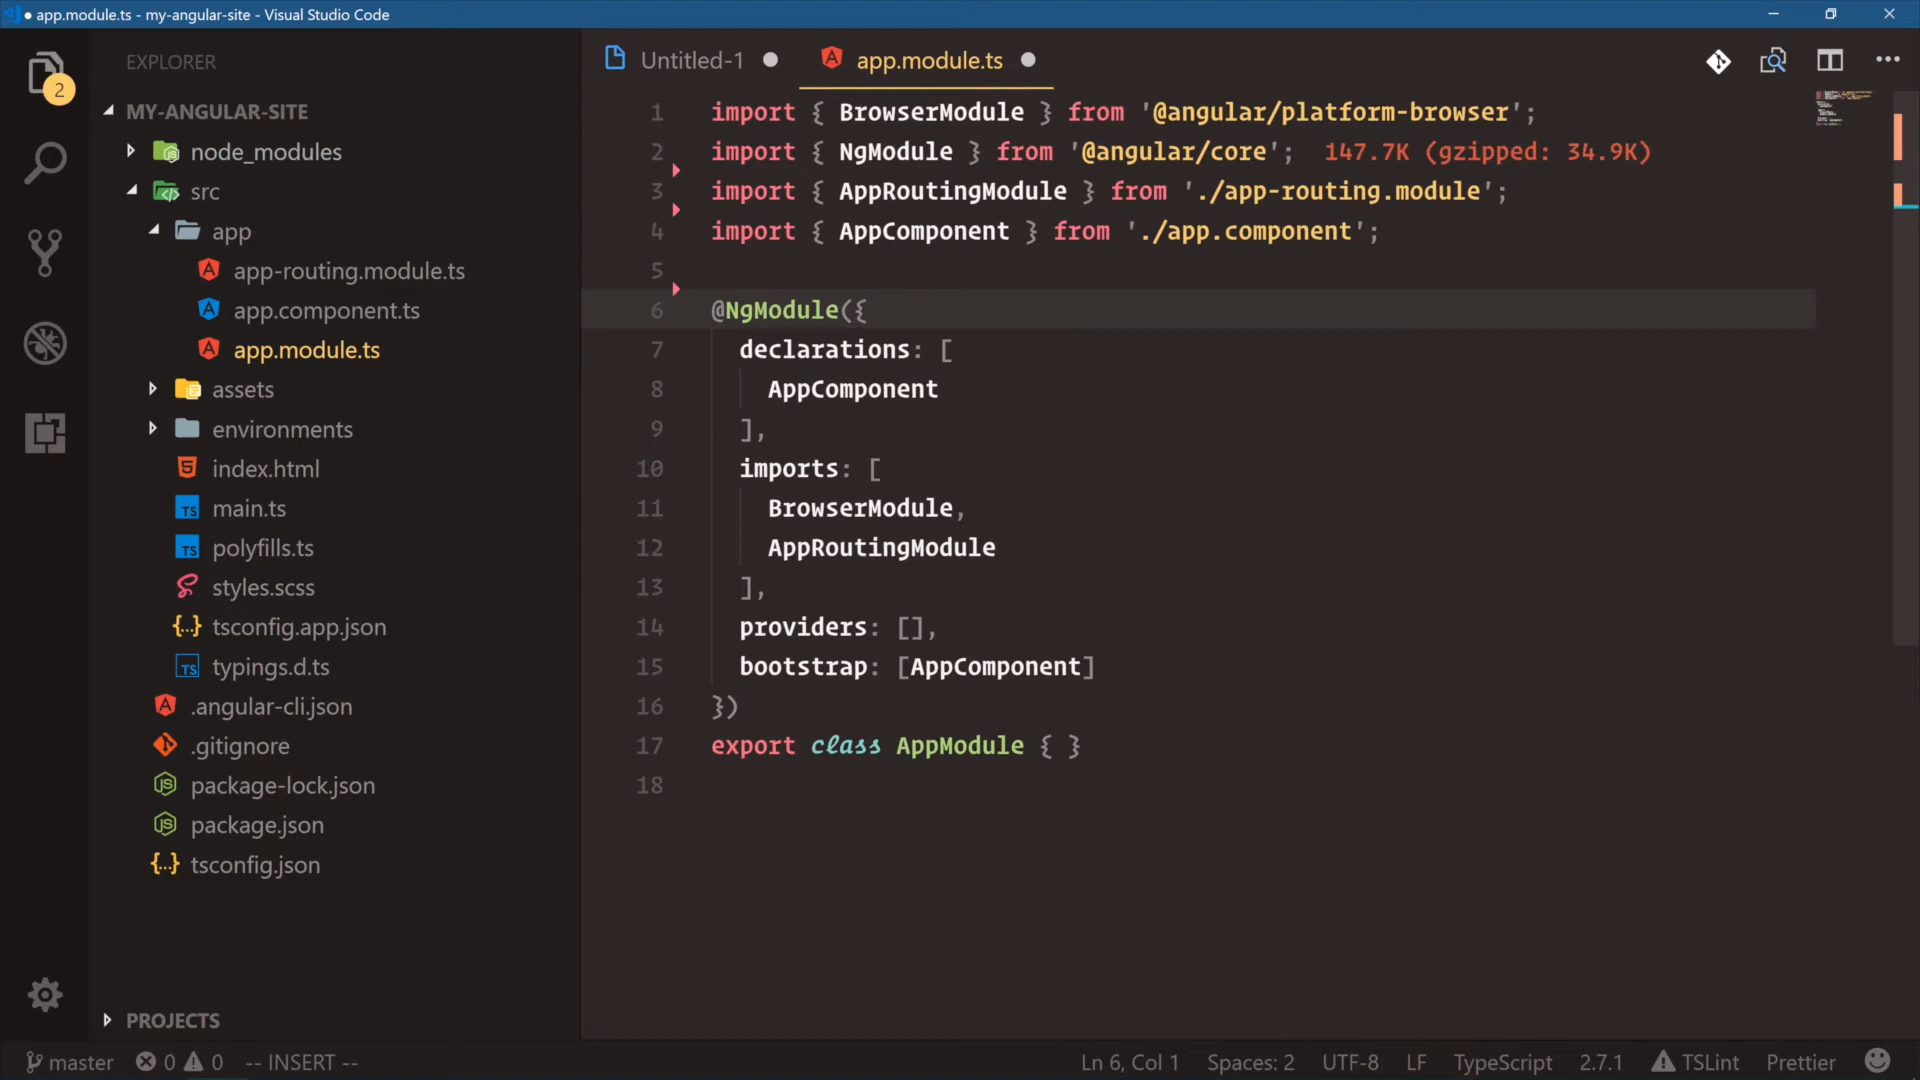 app.module.ts - my-angular-site - Visual Studio Code
EXPLORER
2
MY-ANGULAR-SITE
node_modules
src
app
app-routing.module.ts
app.component.ts
app.module.ts
assets
environments
index.html
main.ts
polyfills.ts
styles.scss
tsconfig.app.json
typings.d.ts
.angular-cli.json
.gitignore
package-lock.json
package.json
tsconfig.json
PROJECTS
Untitled-1
app.module.ts
1 import { BrowserModule } from '@angular/platform-browser';
2 import { NgModule } from '@angular/core'; 147.7K (gzipped: 34.9K)
3 import { AppRoutingModule } from './app-routing.module';
4 import { AppComponent } from './app.component';
5
6 @NgModule({
7 declarations: [
8 AppComponent
9 ],
10 imports: [
11 BrowserModule,
12 AppRoutingModule
13 ],
14 providers: [],
15 bootstrap: [AppComponent]
16 })
17 export class AppModule { }
18
master 0 0 -- INSERT -- Ln 6, Col 1 Spaces: 2 UTF-8 LF TypeScript 2.7.1 TSLint Prettier